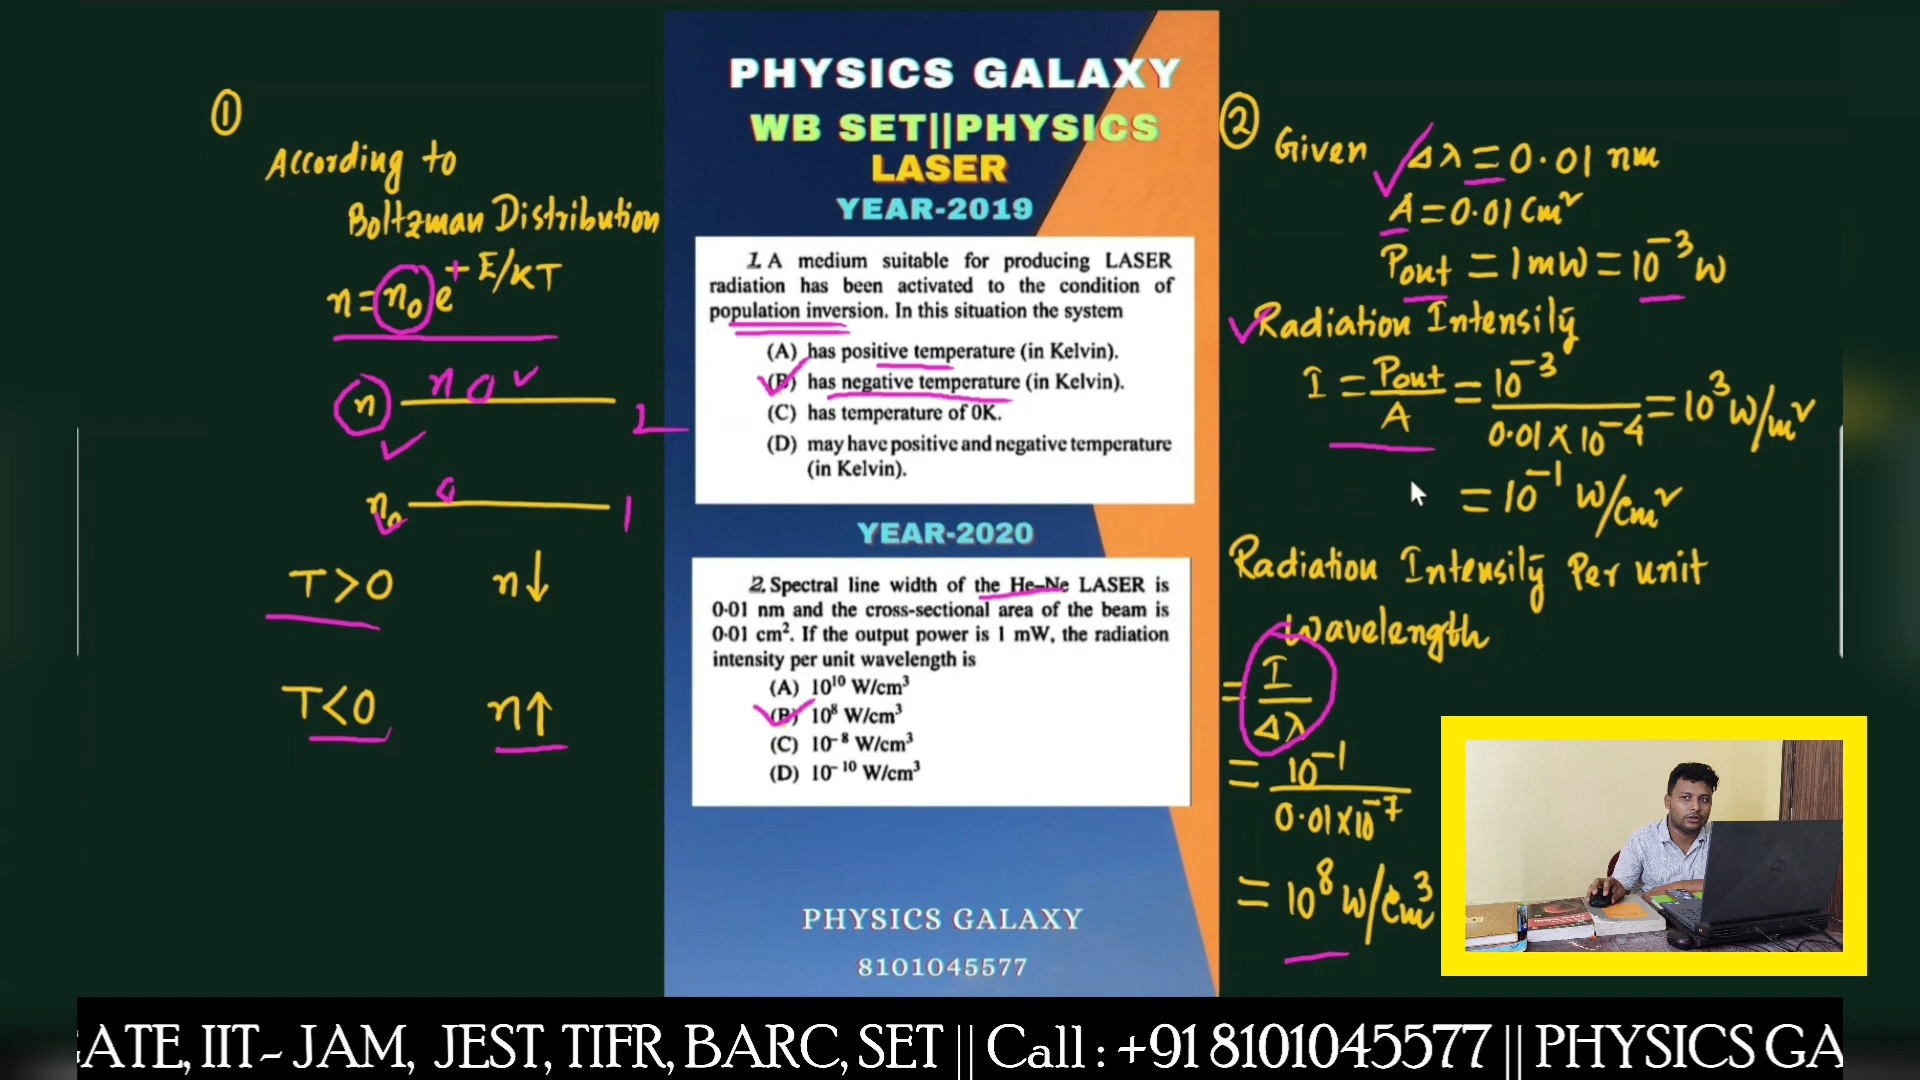 ①
According to
Boltzman Distribution
n = n₀ e⁺⁻ᴱ/ᴷᵀ
n
2
n₀
1
T > 0 n↓
T < 0 n↑
PHYSICS GALAXY
WB SET||PHYSICS
LASER
YEAR-2019
1. A medium suitable for producing LASER
radiation has been activated to the condition of
population inversion. In this situation the system
(A) has positive temperature (in Kelvin).
(B) has negative temperature (in Kelvin).
(C) has temperature of 0K.
(D) may have positive and negative temperature
(in Kelvin).
YEAR-2020
2. Spectral line width of the He–Ne LASER is
0·01 nm and the cross-sectional area of the beam is
0·01 cm². If the output power is 1 mW, the radiation
intensity per unit wavelength is
(A) 10¹⁰ W/cm³
(B) 10⁸ W/cm³
(C) 10⁻⁸ W/cm³
(D) 10⁻¹⁰ W/cm³
PHYSICS GALAXY
8101045577
②
Given Δλ = 0.01 nm
A = 0.01 Cm²
Pout = 1mW = 10⁻³ W
Radiation Intensity
I = Pout/A = 10⁻³/0.01 × 10⁻⁴ = 10³ W/m²
= 10⁻¹ W/cm²
Radiation Intensity Per unit
Wavelength
= I/Δλ
= 10⁻¹/0.01×10⁻⁷
= 10⁸ W/cm³
ATE, IIT- JAM, JEST, TIFR, BARC, SET || Call : +91 8101045577 || PHYSICS GA